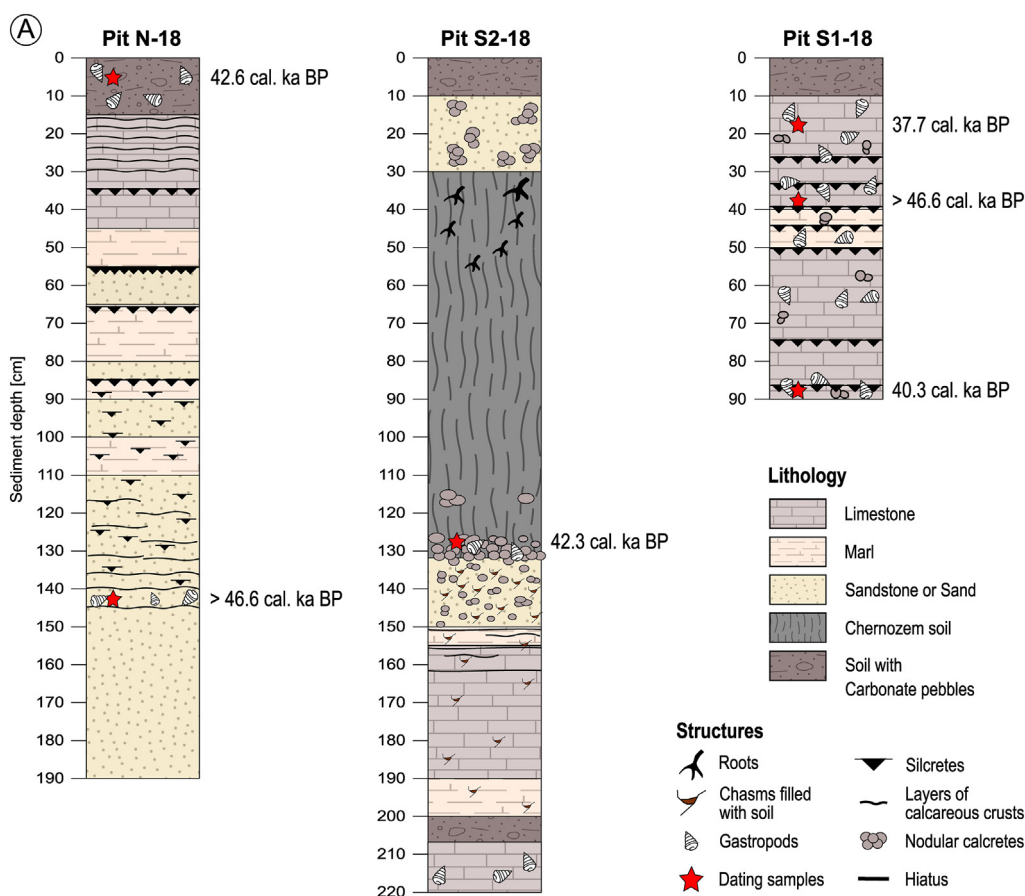 A
Pit N-18
Pit S2-18
Pit S1-18
Sediment depth [cm]
0
10
20
30
40
50
60
70
80
90
100
110
120
130
140
150
160
170
180
190
42.6 cal. ka BP
> 46.6 cal. ka BP
0
10
20
30
40
50
60
70
80
90
100
110
120
130
140
150
160
170
180
190
200
210
220
42.3 cal. ka BP
0
10
20
30
40
50
60
70
80
90
37.7 cal. ka BP
> 46.6 cal. ka BP
40.3 cal. ka BP
Lithology
Limestone
Marl
Sandstone or Sand
Chernozem soil
Soil with
Carbonate pebbles
Structures
Roots
Chasms filled
with soil
Gastropods
Dating samples
Silcretes
Layers of
calcareous crusts
Nodular calcretes
Hiatus